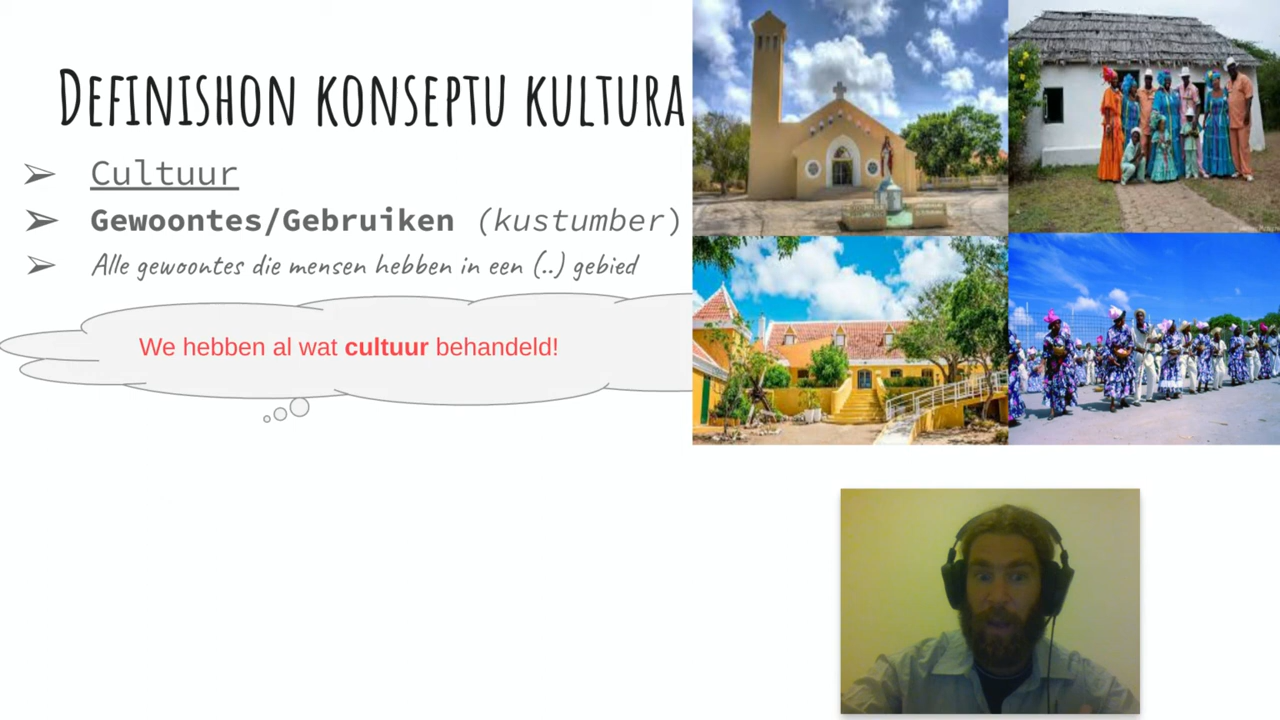 Definishon konseptu kultura
➢ Cultuur
➢ Gewoontes/Gebruiken (kustumber)
➢ Alle gewoontes die mensen hebben in een (..) gebied
We hebben al wat cultuur behandeld!